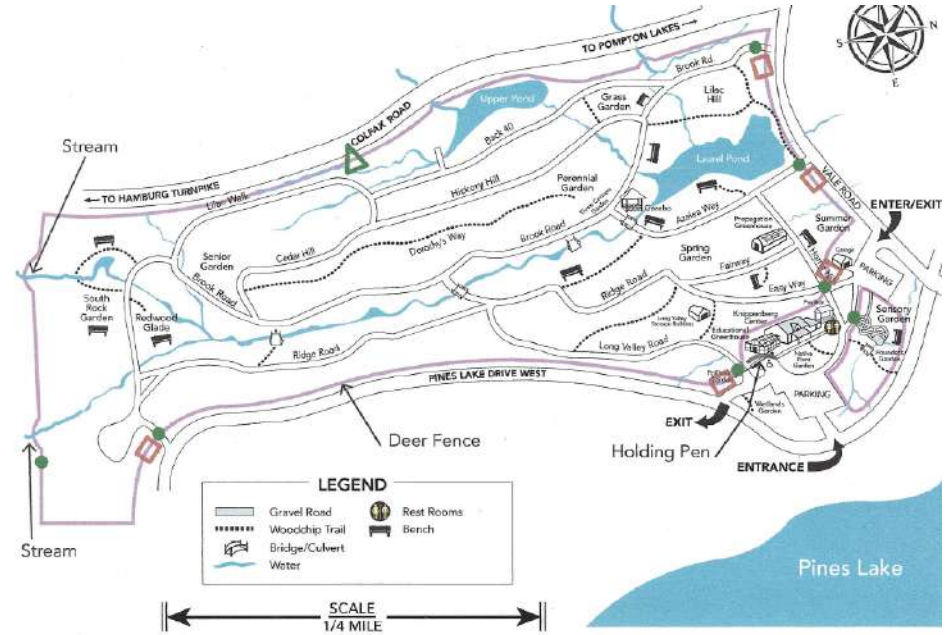 TO POMPTON LAKES
N
S
E
COLFAX ROAD
Upper Pond
Brook Rd
Lilac
Hill
Grass
Garden
Back 40
Stream
TO HAMBURG TURNPIKE
Lilac Walk
Hickory Hill
Perennial
Garden
Laurel Pond
VALE ROAD
ENTER/EXIT
Cedar Hill
Dorothy's Way
Brook Road
Azalea Way
Propagation
Greenhouse
Summer
Garden
Senior
Garden
Spring
Garden
Fairway
PARKING
South
Rock
Garden
Redwood
Glade
Brook Road
Ridge Road
Easy Way
Sensory
Garden
Knippenberg
Center
Educational
Greenhouse
Ridge Road
Long Valley Road
Native
Plant
Garden
PINES LAKE DRIVE WEST
PARKING
Wetlands
Garden
EXIT
Deer Fence
Holding Pen
ENTRANCE
LEGEND
Gravel Road
Rest Rooms
Woodchip Trail
Bench
Bridge/Culvert
Water
Stream
Pines Lake
SCALE
1/4 MILE